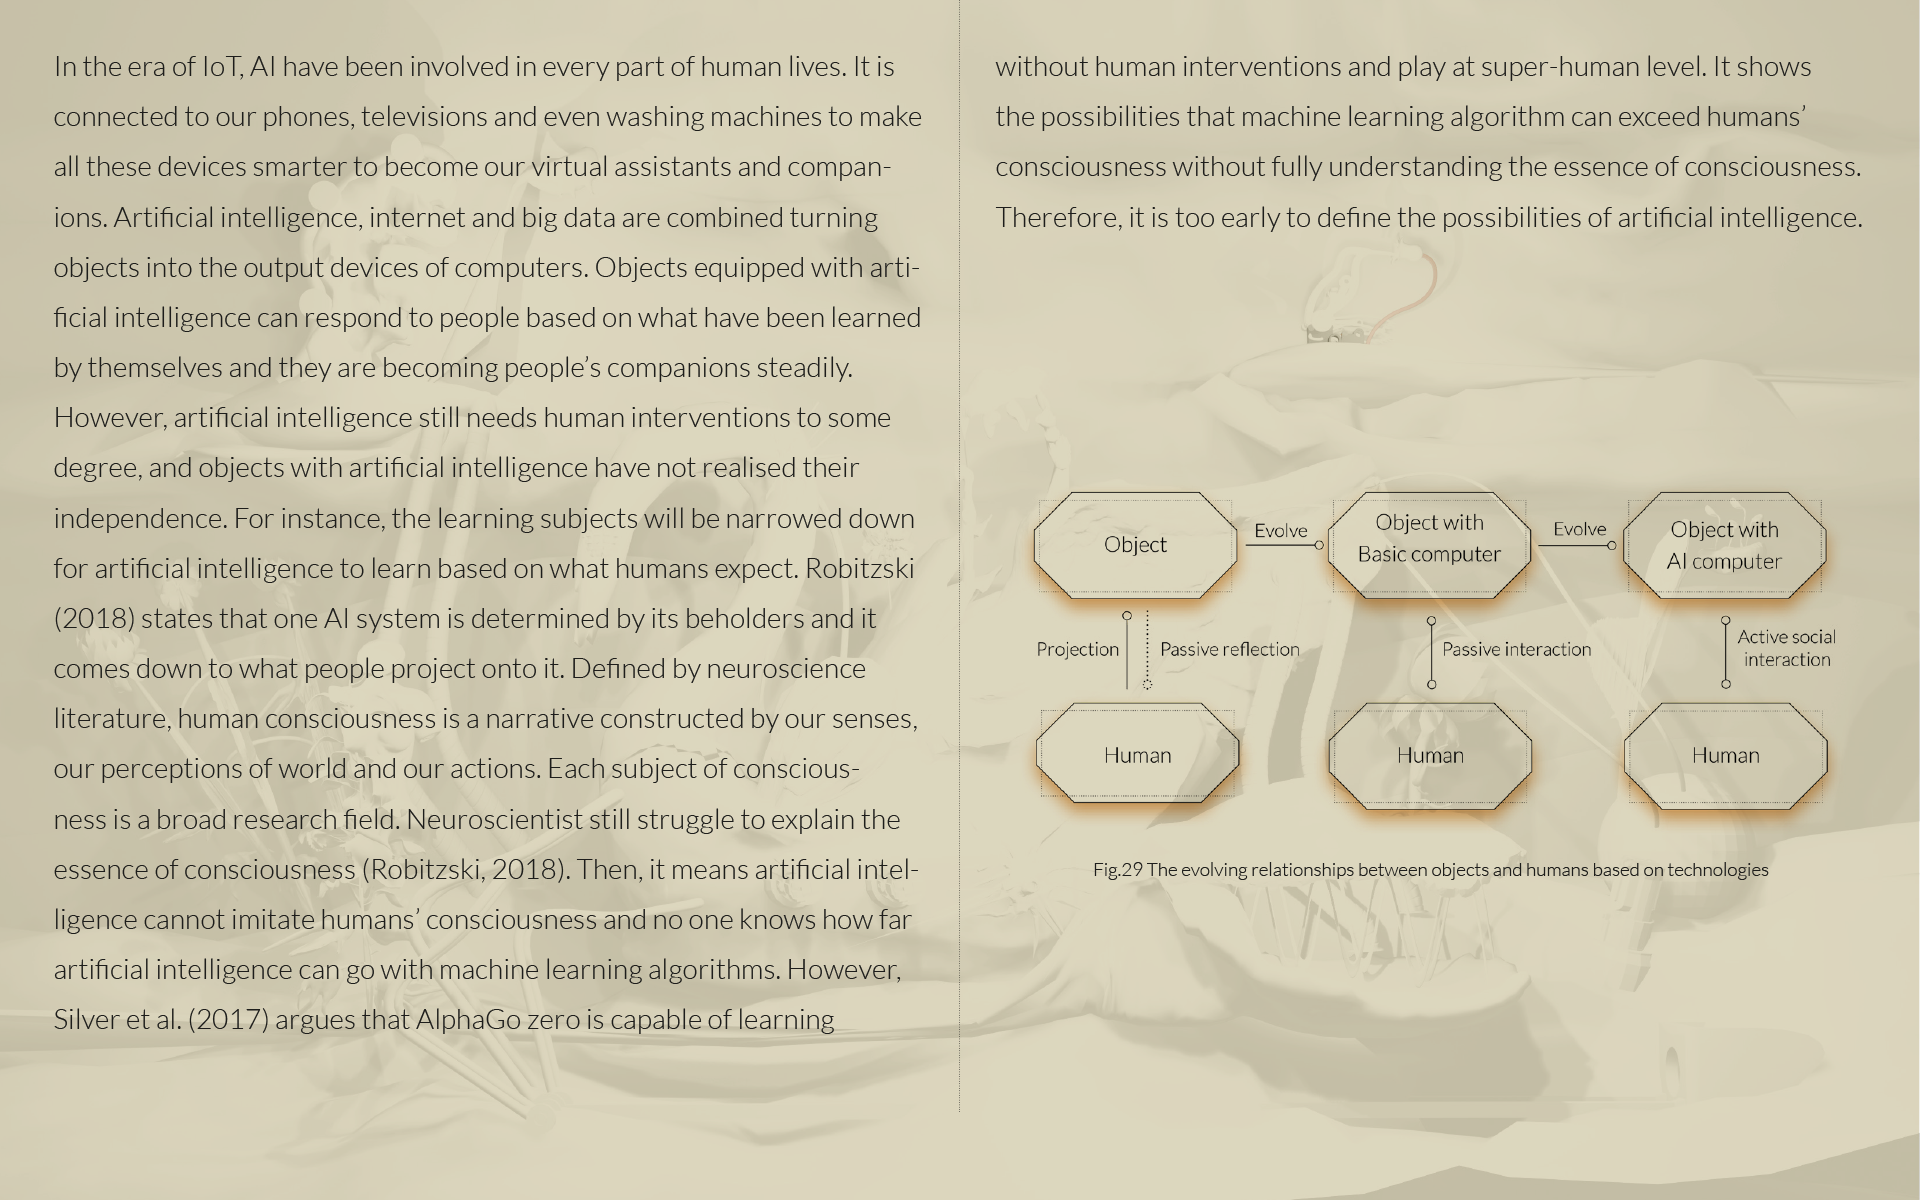 In the era of IoT, AI have been involved in every part of human lives. It is
connected to our phones, televisions and even washing machines to make
all these devices smarter to become our virtual assistants and compan-
ions. Artificial intelligence, internet and big data are combined turning
objects into the output devices of computers. Objects equipped with arti-
ficial intelligence can respond to people based on what have been learned
by themselves and they are becoming people’s companions steadily.
However, artificial intelligence still needs human interventions to some
degree, and objects with artificial intelligence have not realised their
independence. For instance, the learning subjects will be narrowed down
for artificial intelligence to learn based on what humans expect. Robitzski
(2018) states that one AI system is determined by its beholders and it
comes down to what people project onto it. Defined by neuroscience
literature, human consciousness is a narrative constructed by our senses,
our perceptions of world and our actions. Each subject of conscious-
ness is a broad research field. Neuroscientist still struggle to explain the
essence of consciousness (Robitzski, 2018). Then, it means artificial intel-
ligence cannot imitate humans’ consciousness and no one knows how far
artificial intelligence can go with machine learning algorithms. However,
Silver et al. (2017) argues that AlphaGo zero is capable of learning
without human interventions and play at super-human level. It shows
the possibilities that machine learning algorithm can exceed humans’
consciousness without fully understanding the essence of consciousness.
Therefore, it is too early to define the possibilities of artificial intelligence.
Object
Evolve
Object with
Basic computer
Evolve
Object with
AI computer
Projection
Passive reflection
Passive interaction
Active social
interaction
Human
Human
Human
Fig.29 The evolving relationships between objects and humans based on technologies